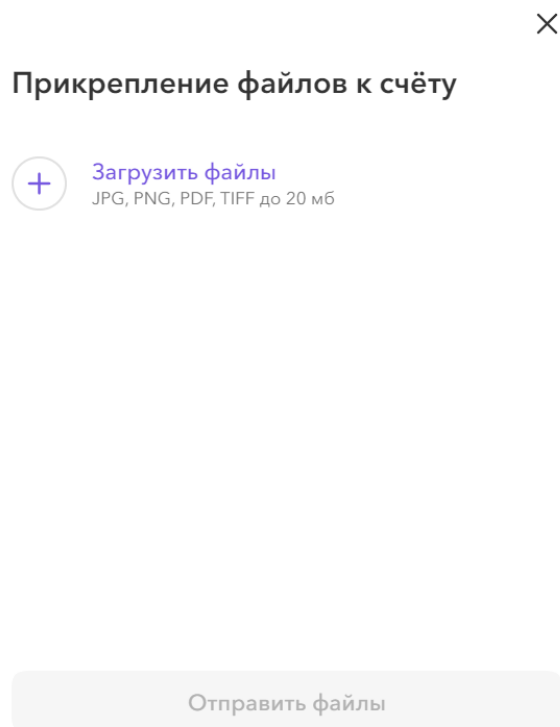 Прикрепление файлов к счёту
Загрузить файлы
JPG, PNG, PDF, TIFF до 20 мб
Отправить файлы